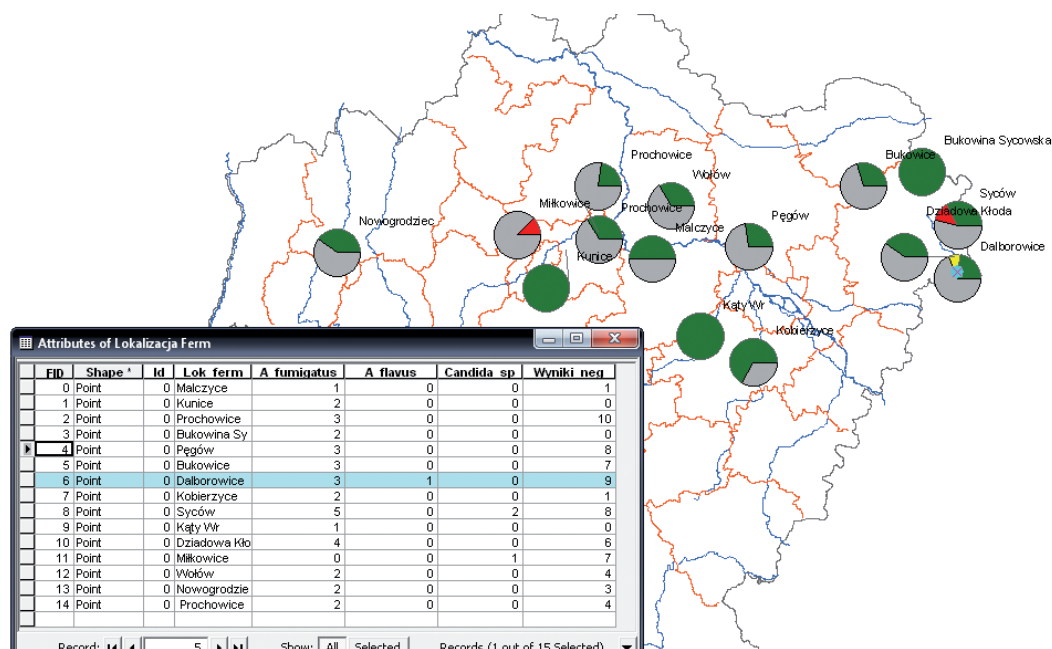 Bukowina Sycowska
Prochowice
Bukowice
Wołów
Syców
Miłkowice
Prochowice
Dziadowa Kłoda
Nowogrodziec
Pęgów
Malczyce
Dalborowice
Kunice
Kąty Wr
Kobierzyce
Attributes of Lokalizacja Ferm
FID Shape * Id Lok_ferm A_fumigatus A_flavus Candida_sp Wyniki_neg
0 Point 0 Malczyce 1 0 0 1
1 Point 0 Kunice 2 0 0 0
2 Point 0 Prochowice 3 0 0 10
3 Point 0 Bukowina Sy 2 0 0 0
4 Point 0 Pęgów 3 0 0 8
5 Point 0 Bukowice 3 0 0 7
6 Point 0 Dalborowice 3 1 0 9
7 Point 0 Kobierzyce 2 0 0 1
8 Point 0 Syców 5 0 2 8
9 Point 0 Kąty Wr 1 0 0 0
10 Point 0 Dziadowa Kło 4 0 0 6
11 Point 0 Miłkowice 0 0 1 7
12 Point 0 Wołów 2 0 0 4
13 Point 0 Nowogrodzie 2 0 0 3
14 Point 0 Prochowice 2 0 0 4
Record: 5 Show: All Selected Records (1 out of 15 Selected)